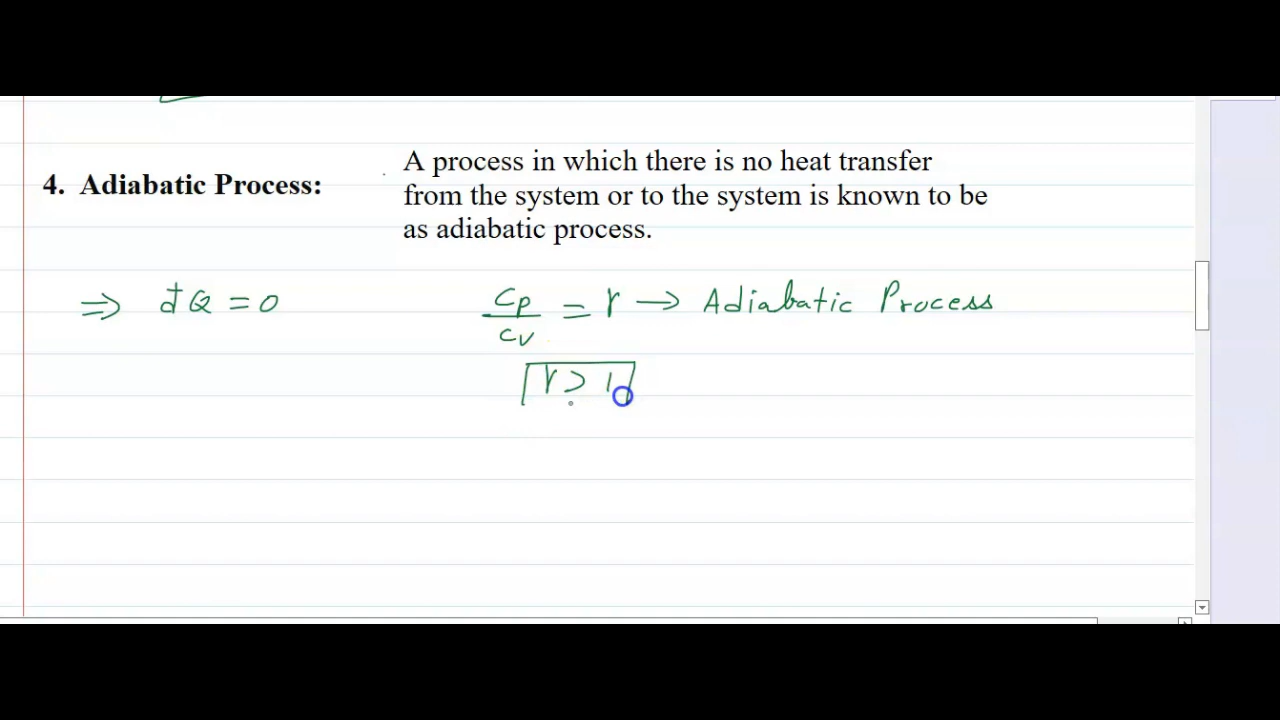 4. Adiabatic Process:
A process in which there is no heat transfer
from the system or to the system is known to be
as adiabatic process.
⇒ đQ = 0
Cp/Cv = γ → Adiabatic Process
γ > 1